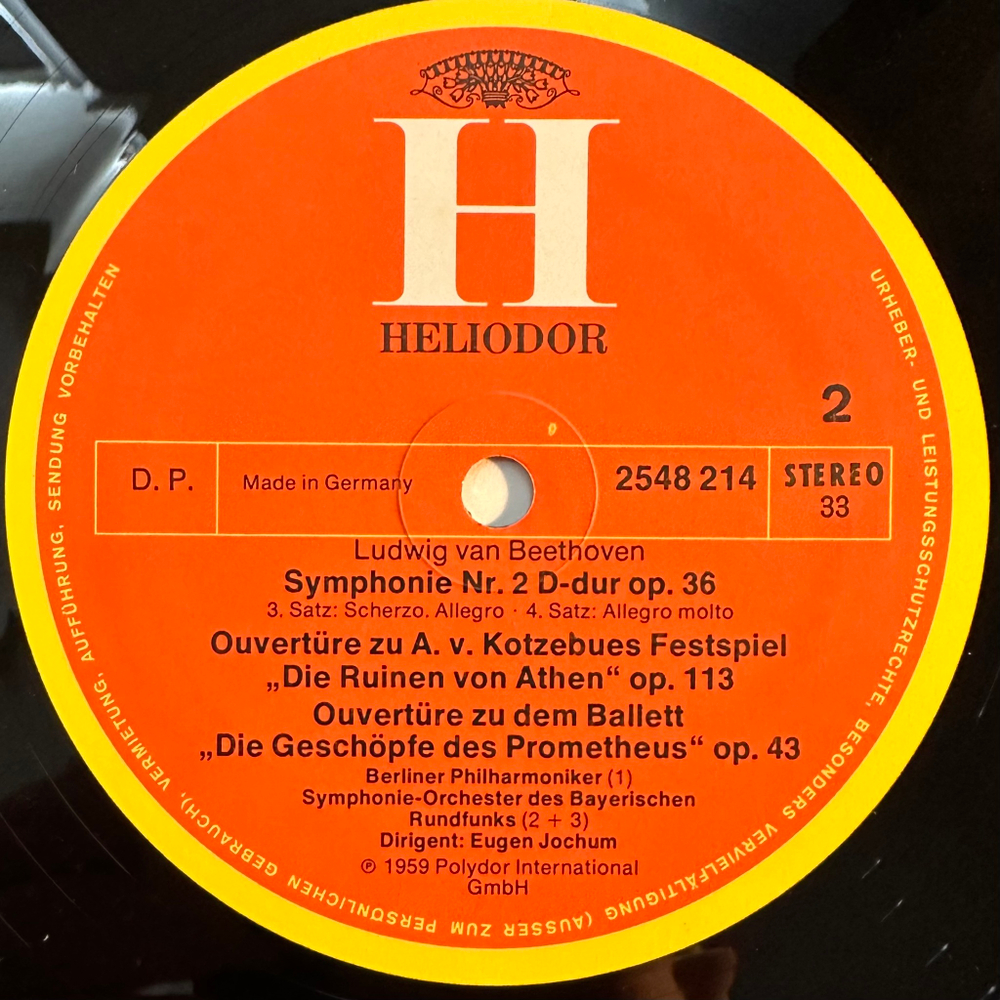 H
HELIODOR
2
D. P.
Made in Germany
2548 214
STEREO
33
Ludwig van Beethoven
Symphonie Nr. 2 D-dur op. 36
3. Satz: Scherzo. Allegro · 4. Satz: Allegro molto
Ouvertüre zu A. v. Kotzebues Festspiel
„Die Ruinen von Athen“ op. 113
Ouvertüre zu dem Ballett
„Die Geschöpfe des Prometheus“ op. 43
Berliner Philharmoniker (1)
Symphonie-Orchester des Bayerischen
Rundfunks (2 + 3)
Dirigent: Eugen Jochum
℗ 1959 Polydor International
GmbH
URHEBER- UND LEISTUNGSSCHUTZRECHTE, BESONDERS VERVIELFÄLTIGUNG (AUSSER ZUM PERSÖNLICHEN GEBRAUCH), VERMIETUNG, AUFFÜHRUNG, SENDUNG VORBEHALTEN